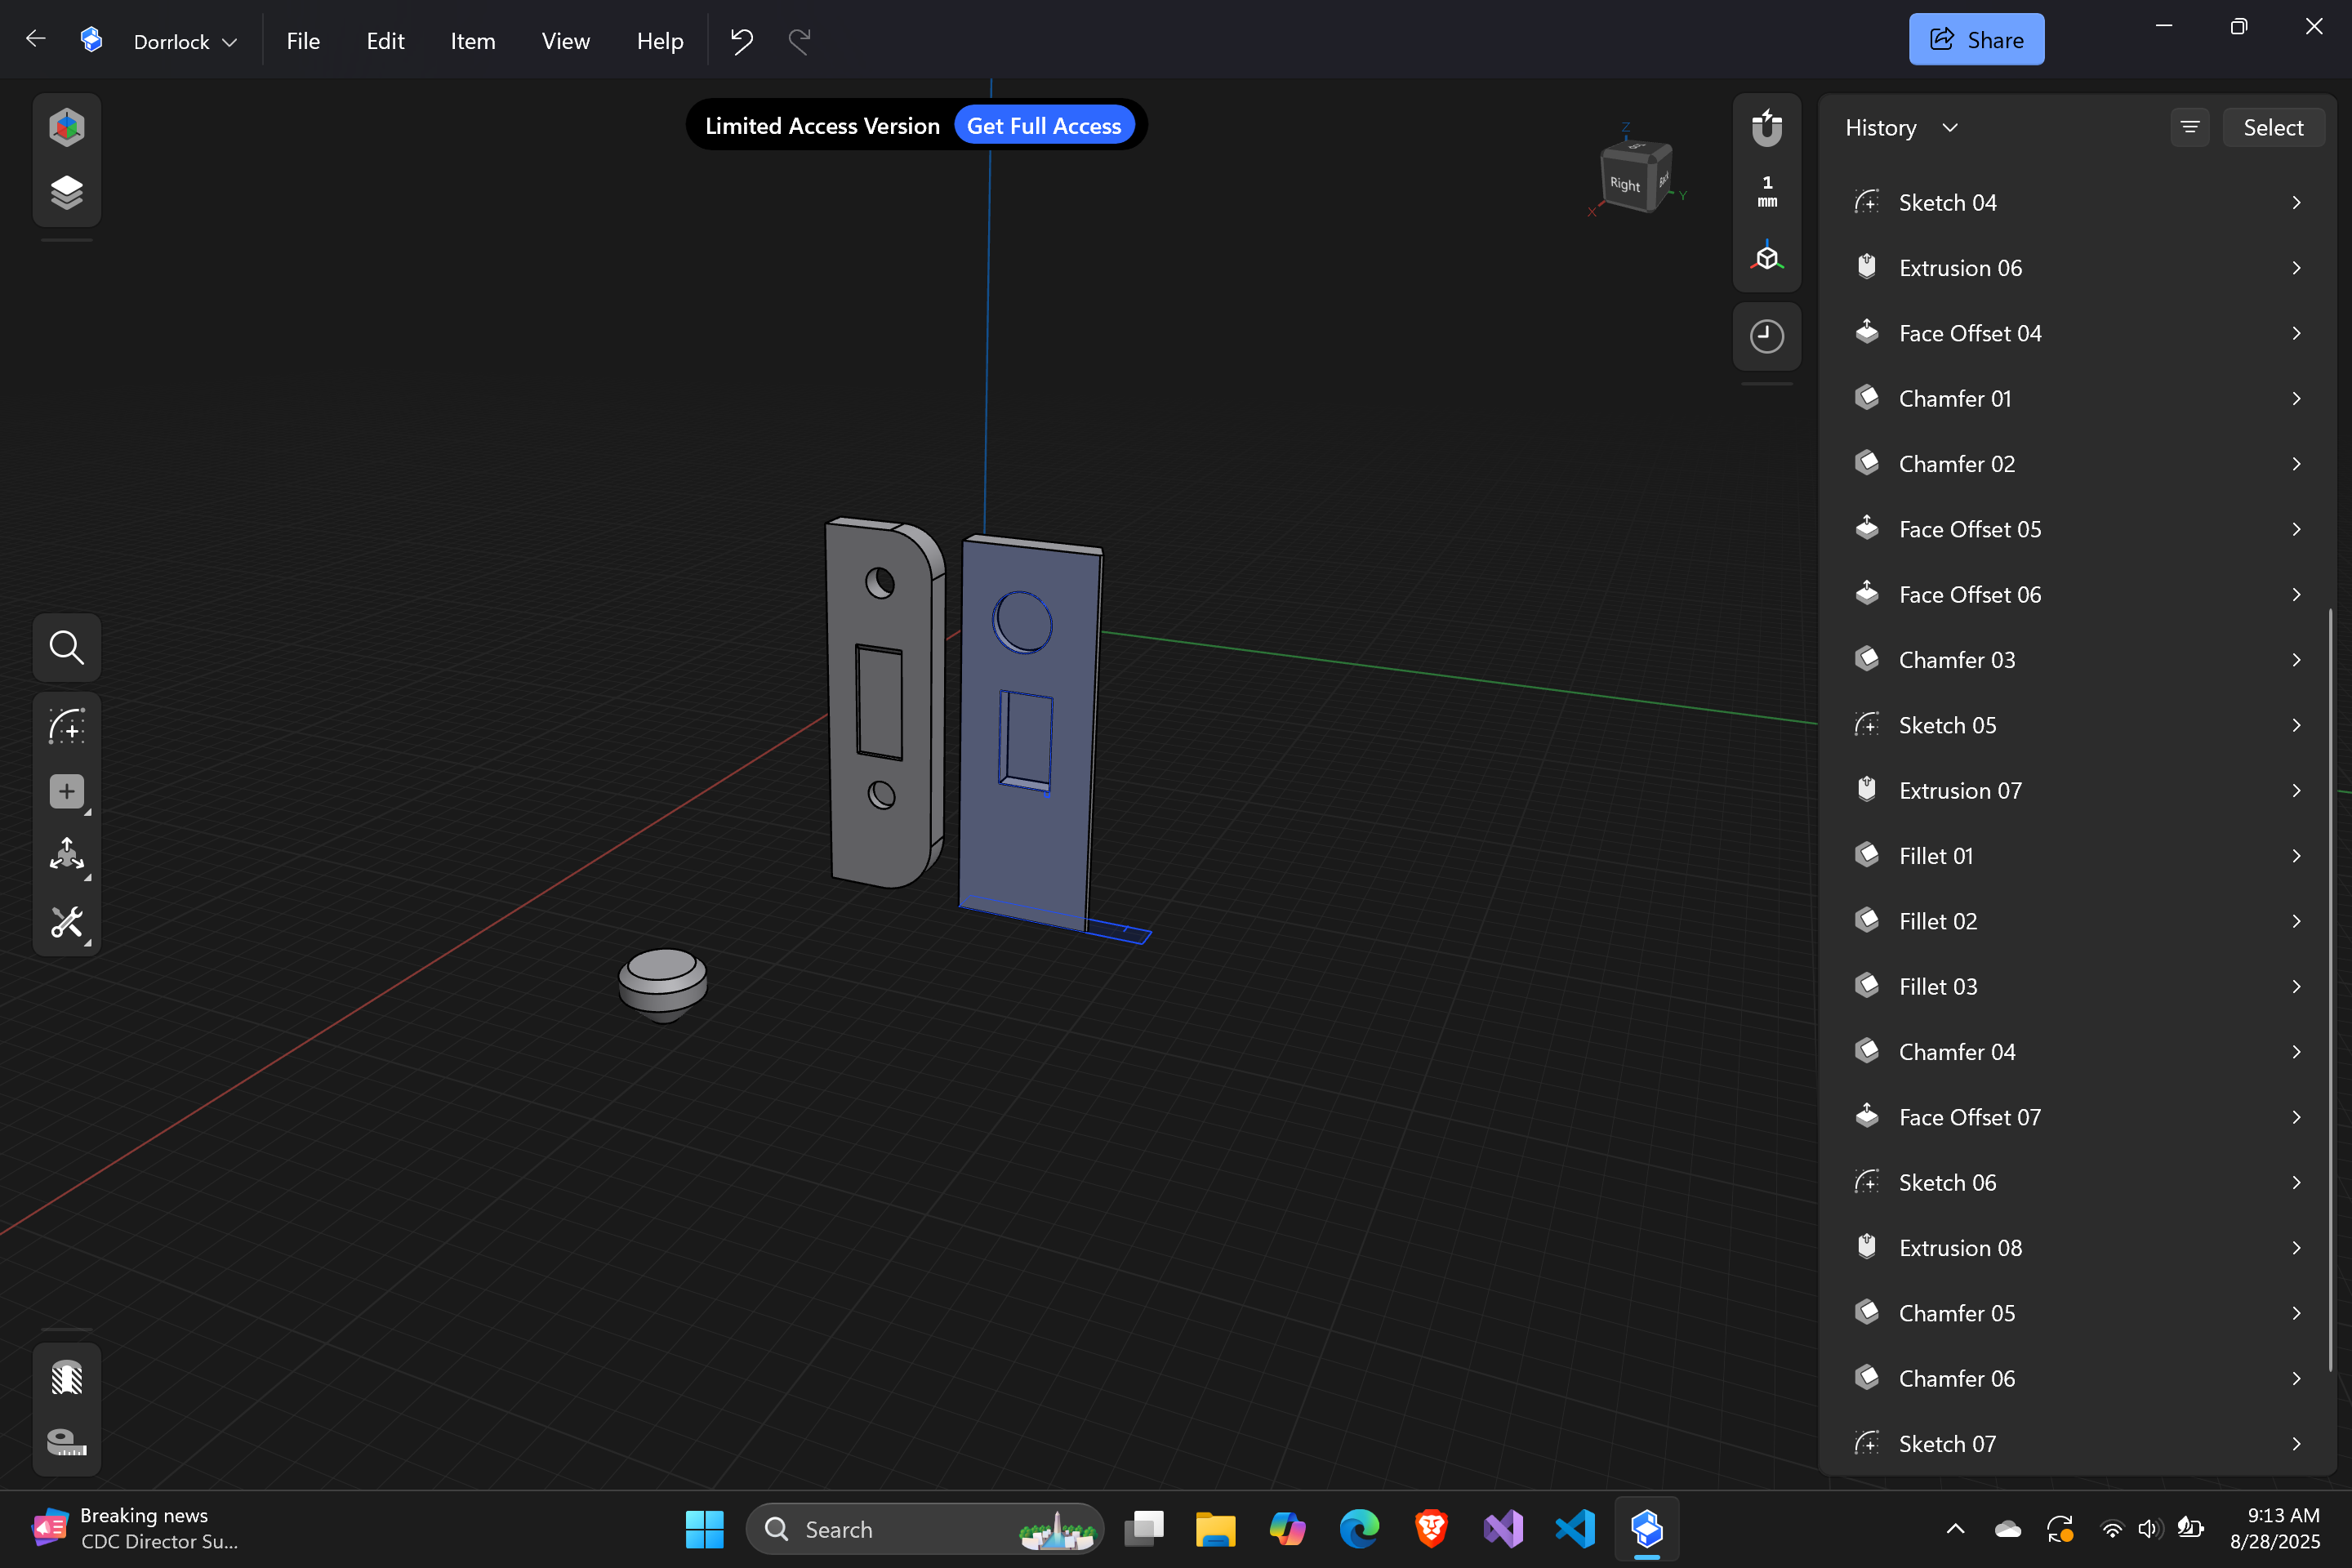 Dorrlock File Edit Item View Help Share
Limited Access Version Get Full Access
Z
Right
X
Y
1
mm
History Select
Sketch 04
Extrusion 06
Face Offset 04
Chamfer 01
Chamfer 02
Face Offset 05
Face Offset 06
Chamfer 03
Sketch 05
Extrusion 07
Fillet 01
Fillet 02
Fillet 03
Chamfer 04
Face Offset 07
Sketch 06
Extrusion 08
Chamfer 05
Chamfer 06
Sketch 07
Breaking news
CDC Director Su...
Search
9:13 AM
8/28/2025